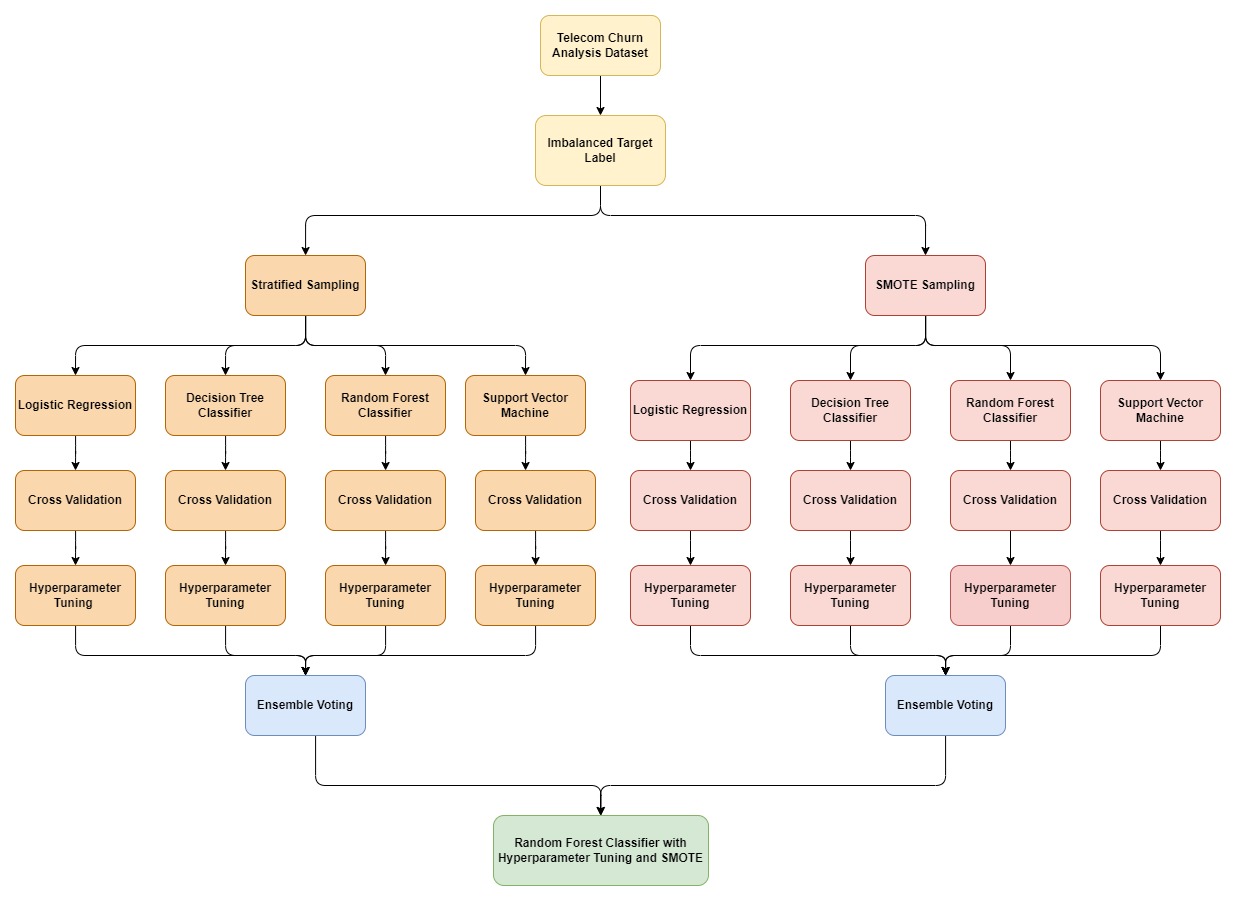 Telecom Churn
Analysis Dataset
Imbalanced Target
Label
Stratified Sampling
SMOTE Sampling
Logistic Regression
Decision Tree
Classifier
Random Forest
Classifier
Support Vector
Machine
Logistic Regression
Decision Tree
Classifier
Random Forest
Classifier
Support Vector
Machine
Cross Validation
Cross Validation
Cross Validation
Cross Validation
Cross Validation
Cross Validation
Cross Validation
Cross Validation
Hyperparameter
Tuning
Hyperparameter
Tuning
Hyperparameter
Tuning
Hyperparameter
Tuning
Hyperparameter
Tuning
Hyperparameter
Tuning
Hyperparameter
Tuning
Hyperparameter
Tuning
Ensemble Voting
Ensemble Voting
Random Forest Classifier with
Hyperparameter Tuning and SMOTE